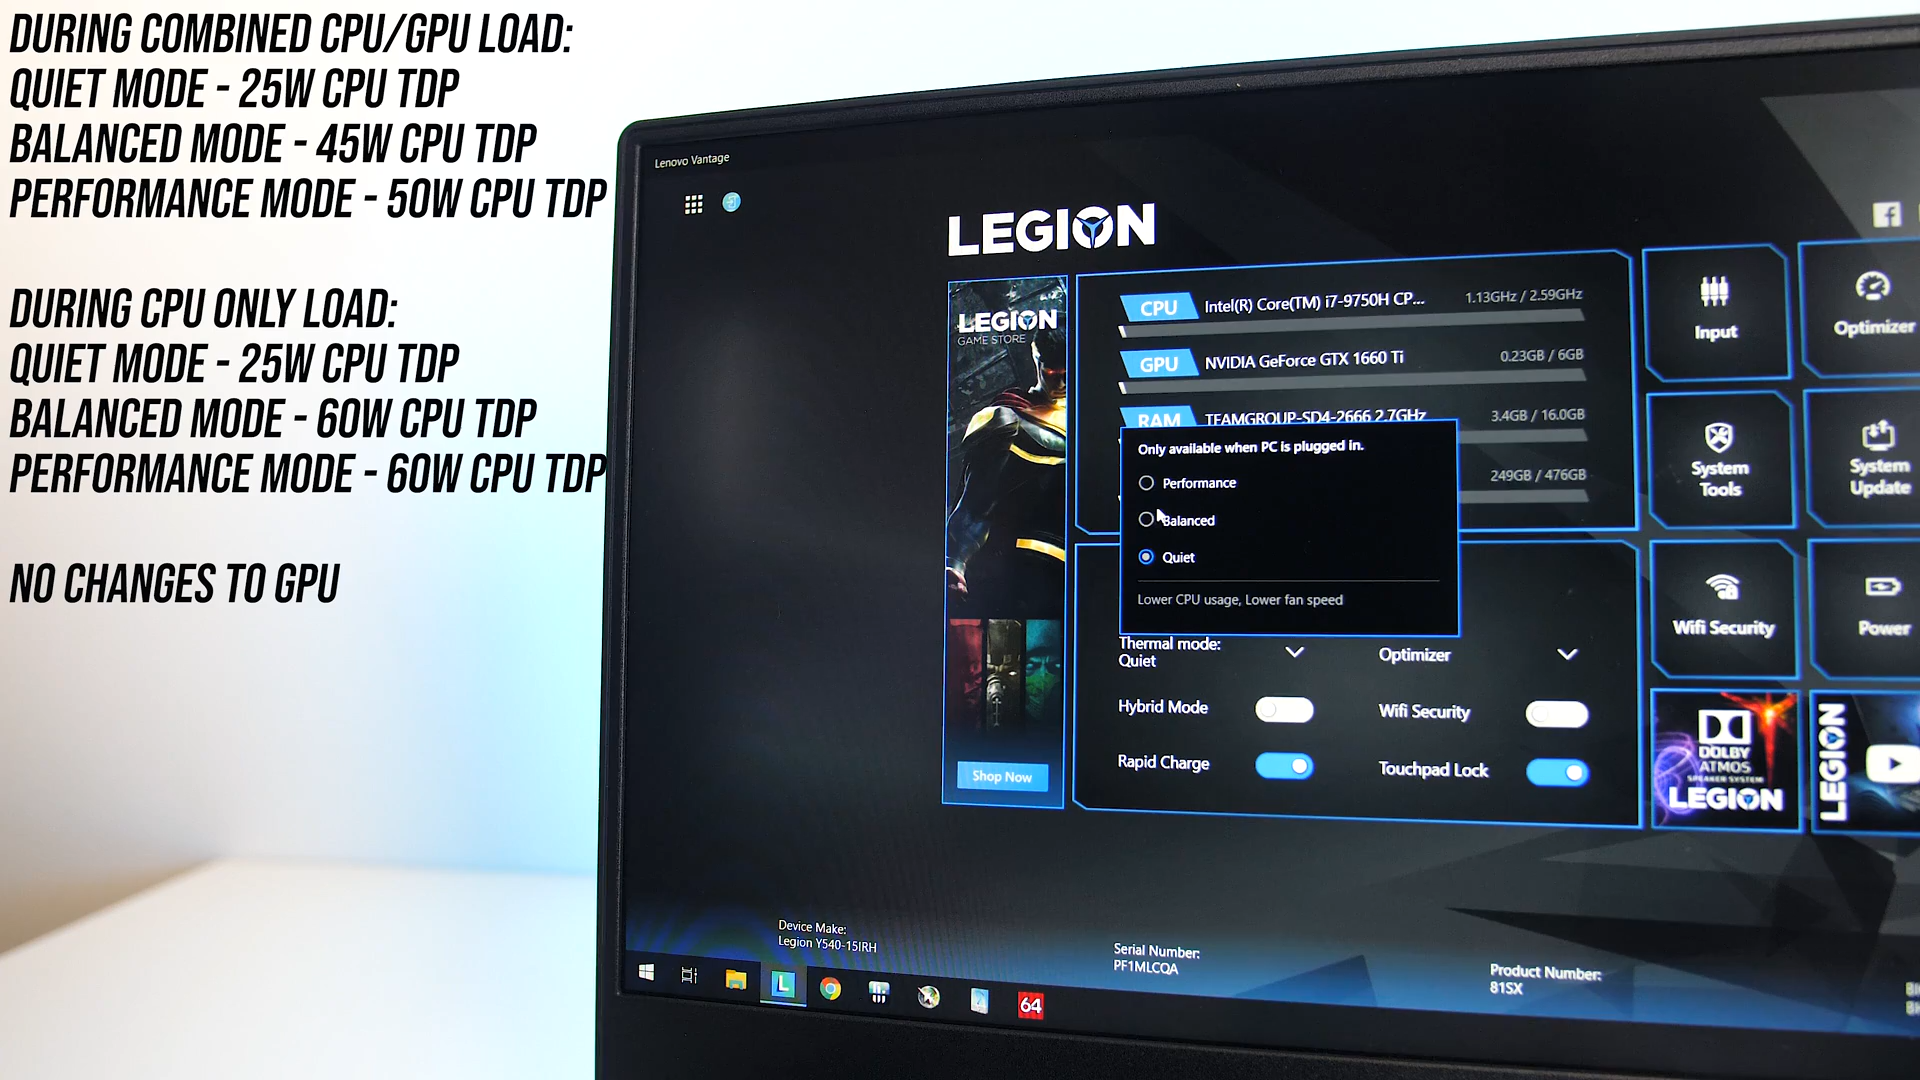 DURING COMBINED CPU/GPU LOAD:
QUIET MODE - 25W CPU TDP
BALANCED MODE - 45W CPU TDP
PERFORMANCE MODE - 50W CPU TDP
DURING CPU ONLY LOAD:
QUIET MODE - 25W CPU TDP
BALANCED MODE - 60W CPU TDP
PERFORMANCE MODE - 60W CPU TDP
NO CHANGES TO GPU
Lenovo Vantage
LEGION
LEGION
GAME STORE
Shop Now
CPU Intel(R) Core(TM) i7-9750H CP... 1.13GHz / 2.59GHz
GPU NVIDIA GeForce GTX 1660 Ti 0.23GB / 6GB
RAM TEAMGROUP-SD4-2666 2.7GHz 3.4GB / 16.0GB
249GB / 476GB
Only available when PC is plugged in.
Performance
Balanced
Quiet
Lower CPU usage, Lower fan speed
Thermal mode:
Quiet
Optimizer
Hybrid Mode
Wifi Security
Rapid Charge
Touchpad Lock
Input
Optimizer
System
Tools
System
Update
Wifi Security
Power
DOLBY
ATMOS
SPEAKER SYSTEM
LEGION
LEGION
Device Make:
Legion Y540-15IRH
Serial Number:
PF1MLCQA
Product Number:
81SX
L
64